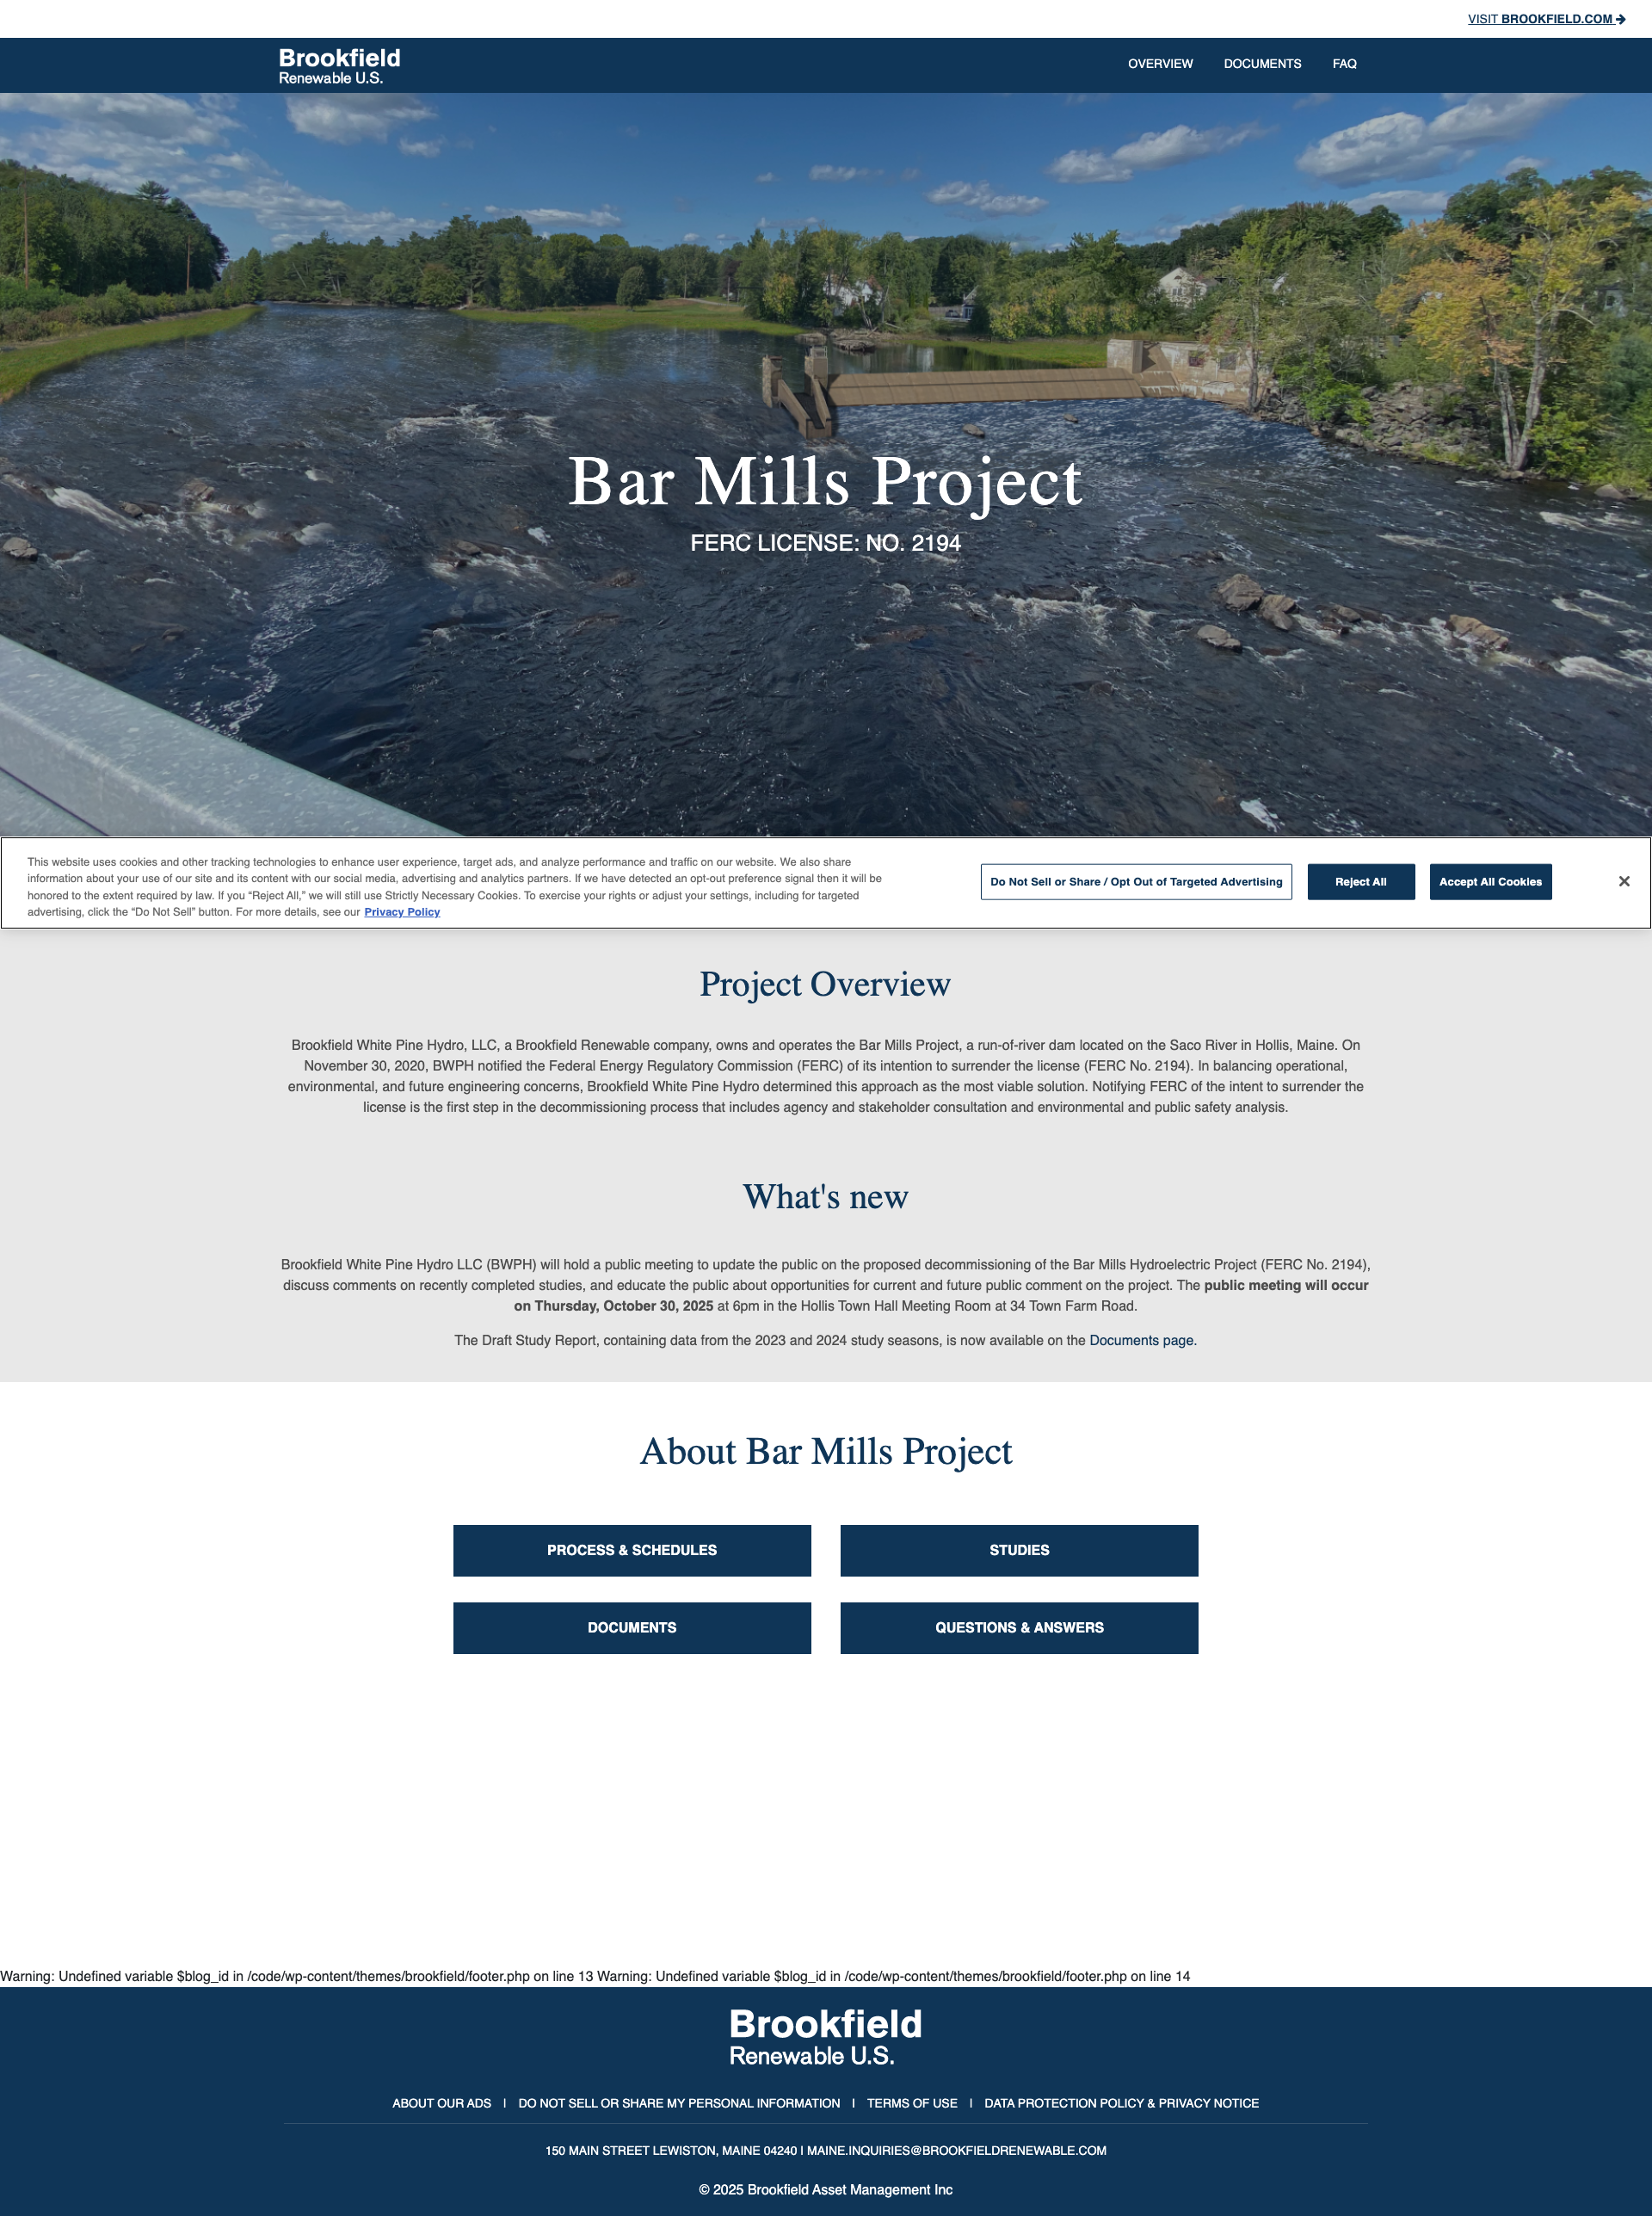 VISIT BROOKFIELD.COM
Brookfield
Renewable U.S.
OVERVIEW DOCUMENTS FAQ
Bar Mills Project
FERC LICENSE: NO. 2194
This website uses cookies and other tracking technologies to enhance user experience, target ads, and analyze performance and traffic on our website. We also share
information about your use of our site and its content with our social media, advertising and analytics partners. If we have detected an opt-out preference signal then it will be
honored to the extent required by law. If you “Reject All,” we will still use Strictly Necessary Cookies. To exercise your rights or adjust your settings, including for targeted
advertising, click the “Do Not Sell” button. For more details, see our Privacy Policy
Do Not Sell or Share / Opt Out of Targeted Advertising
Reject All
Accept All Cookies
Project Overview
Brookfield White Pine Hydro, LLC, a Brookfield Renewable company, owns and operates the Bar Mills Project, a run-of-river dam located on the Saco River in Hollis, Maine. On
November 30, 2020, BWPH notified the Federal Energy Regulatory Commission (FERC) of its intention to surrender the license (FERC No. 2194). In balancing operational,
environmental, and future engineering concerns, Brookfield White Pine Hydro determined this approach as the most viable solution. Notifying FERC of the intent to surrender the
license is the first step in the decommissioning process that includes agency and stakeholder consultation and environmental and public safety analysis.
What's new
Brookfield White Pine Hydro LLC (BWPH) will hold a public meeting to update the public on the proposed decommissioning of the Bar Mills Hydroelectric Project (FERC No. 2194),
discuss comments on recently completed studies, and educate the public about opportunities for current and future public comment on the project. The public meeting will occur
on Thursday, October 30, 2025 at 6pm in the Hollis Town Hall Meeting Room at 34 Town Farm Road.
The Draft Study Report, containing data from the 2023 and 2024 study seasons, is now available on the Documents page.
About Bar Mills Project
PROCESS & SCHEDULES
STUDIES
DOCUMENTS
QUESTIONS & ANSWERS
Warning: Undefined variable $blog_id in /code/wp-content/themes/brookfield/footer.php on line 13 Warning: Undefined variable $blog_id in /code/wp-content/themes/brookfield/footer.php on line 14
Brookfield
Renewable U.S.
ABOUT OUR ADS | DO NOT SELL OR SHARE MY PERSONAL INFORMATION | TERMS OF USE | DATA PROTECTION POLICY & PRIVACY NOTICE
150 MAIN STREET LEWISTON, MAINE 04240 | MAINE.INQUIRIES@BROOKFIELDRENEWABLE.COM
© 2025 Brookfield Asset Management Inc